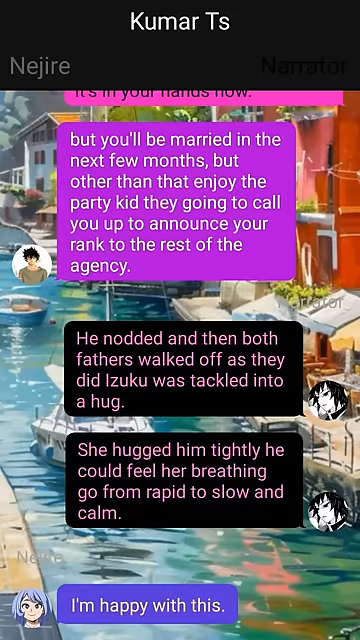 Kumar Ts
Nejire
Narrator
it's in your hands now.
but you'll be married in the
next few months, but
other than that enjoy the
party kid they going to call
you up to announce your
rank to the rest of the
agency.
He nodded and then both
fathers walked off as they
did Izuku was tackled into
a hug.
She hugged him tightly he
could feel her breathing
go from rapid to slow and
calm.
I'm happy with this.